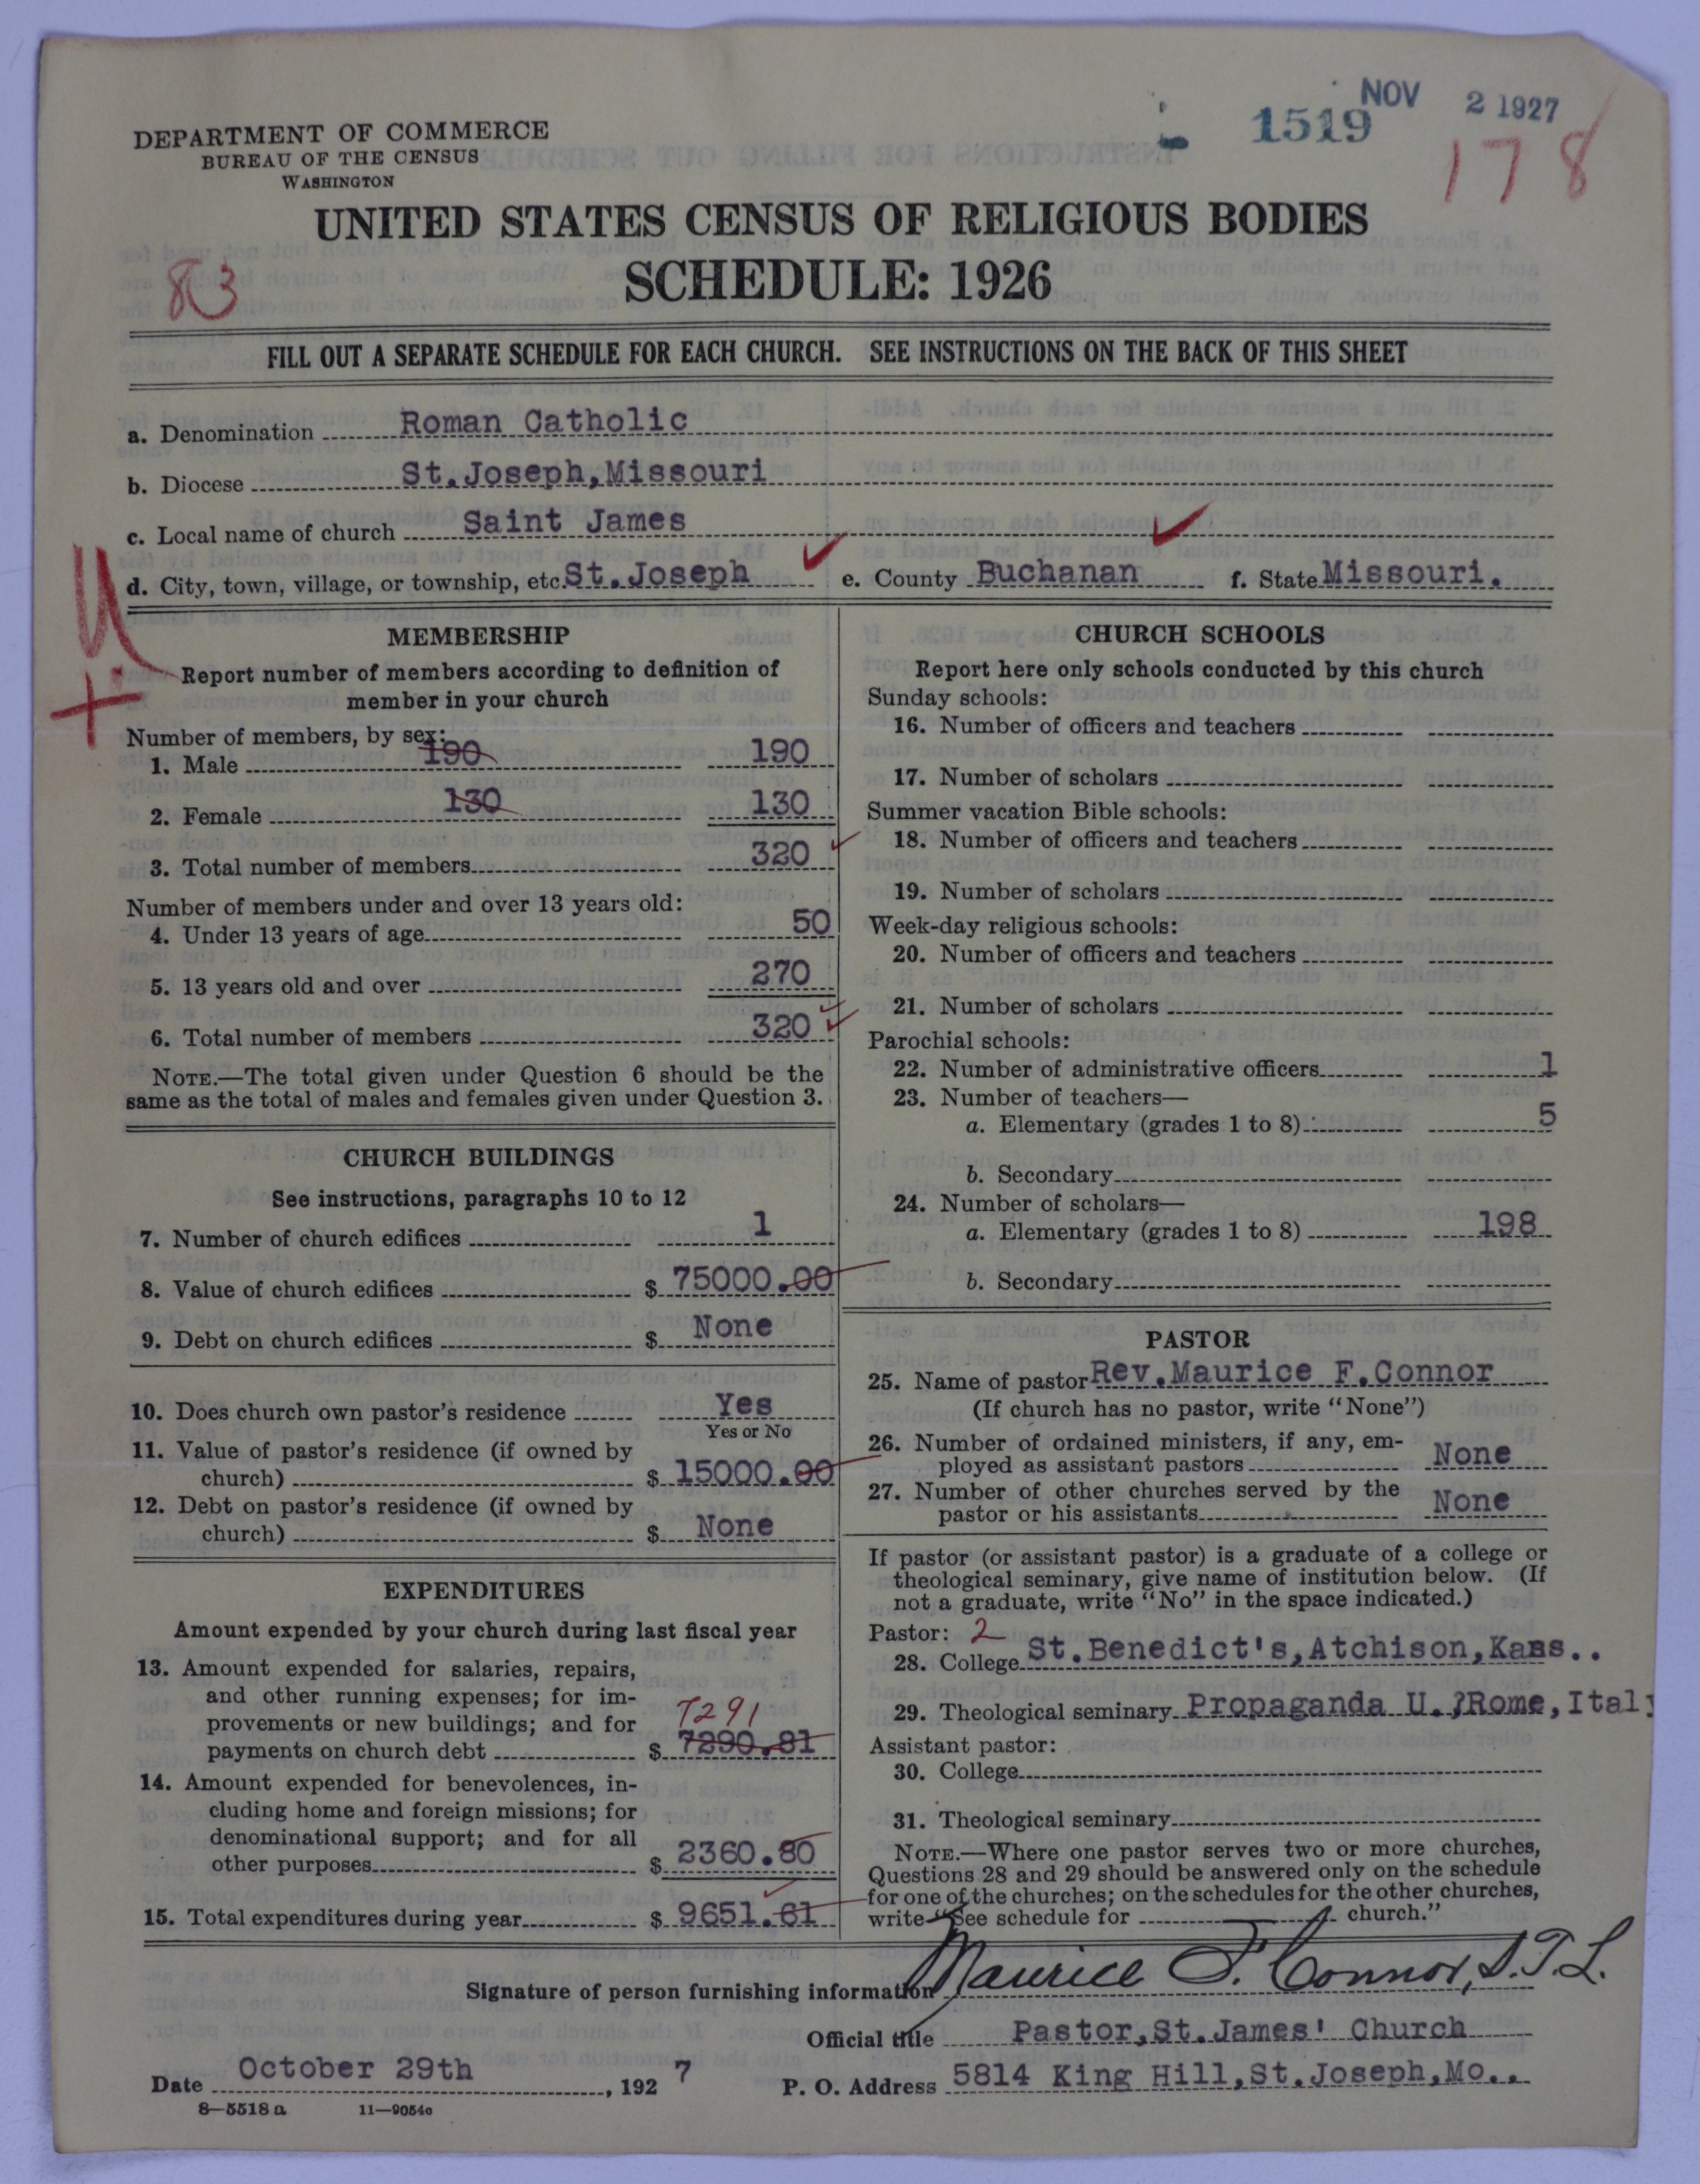 NOV 2 1927
1519
178
DEPARTMENT OF COMMERCE
BUREAU OF THE CENSUS
WASHINGTON
UNITED STATES CENSUS OF RELIGIOUS BODIES
SCHEDULE: 1926
83
FILL OUT A SEPARATE SCHEDULE FOR EACH CHURCH. SEE INSTRUCTIONS ON THE BACK OF THIS SHEET
a. Denomination Roman Catholic
b. Diocese St.Joseph,Missouri
c. Local name of church Saint James
d. City, town, village, or township, etc. St.Joseph e. County Buchanan f. State Missouri.
MEMBERSHIP
Report number of members according to definition of
member in your church
Number of members, by sex:
1. Male 190 190
2. Female 130 130
3. Total number of members 320
Number of members under and over 13 years old:
4. Under 13 years of age 50
5. 13 years old and over 270
6. Total number of members 320
NOTE.—The total given under Question 6 should be the
same as the total of males and females given under Question 3.
CHURCH BUILDINGS
See instructions, paragraphs 10 to 12
7. Number of church edifices 1
8. Value of church edifices $ 75000.00
9. Debt on church edifices $ None
10. Does church own pastor's residence Yes
Yes or No
11. Value of pastor's residence (if owned by
church) $ 15000.00
12. Debt on pastor's residence (if owned by
church) $ None
EXPENDITURES
Amount expended by your church during last fiscal year
13. Amount expended for salaries, repairs,
and other running expenses; for im-
provements or new buildings; and for 7291
payments on church debt $ 7290.81
14. Amount expended for benevolences, in-
cluding home and foreign missions; for
denominational support; and for all
other purposes $ 2360.80
15. Total expenditures during year $ 9651.61
CHURCH SCHOOLS
Report here only schools conducted by this church
Sunday schools:
16. Number of officers and teachers
17. Number of scholars
Summer vacation Bible schools:
18. Number of officers and teachers
19. Number of scholars
Week-day religious schools:
20. Number of officers and teachers
21. Number of scholars
Parochial schools:
22. Number of administrative officers 1
23. Number of teachers—
a. Elementary (grades 1 to 8) 5
b. Secondary
24. Number of scholars—
a. Elementary (grades 1 to 8) 198
b. Secondary
PASTOR
25. Name of pastor Rev.Maurice F.Connor
(If church has no pastor, write "None")
26. Number of ordained ministers, if any, em-
ployed as assistant pastors None
27. Number of other churches served by the
pastor or his assistants None
If pastor (or assistant pastor) is a graduate of a college or
theological seminary, give name of institution below. (If
not a graduate, write "No" in the space indicated.)
Pastor: 2
28. College St.Benedict's,Atchison,Kans..
29. Theological seminary Propaganda U.,Rome,Italy
Assistant pastor:
30. College
31. Theological seminary
NOTE.—Where one pastor serves two or more churches,
Questions 28 and 29 should be answered only on the schedule
for one of the churches; on the schedules for the other churches,
write "See schedule for church."
Signature of person furnishing information Maurice F. Connor, S.T.L.
Official title Pastor,St.James' Church
Date October 29th, 1927 P. O. Address 5814 King Hill,St.Joseph,Mo..
8—5518a 11—9054c